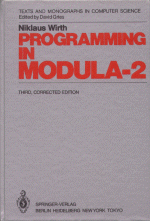 TEXTS AND MONOGRAPHS IN COMPUTER SCIENCE
Edited by David Gries
Niklaus Wirth
PROGRAMMING
IN
MODULA-2
THIRD, CORRECTED EDITION
SPRINGER-VERLAG
BERLIN HEIDELBERG NEW YORK TOKYO